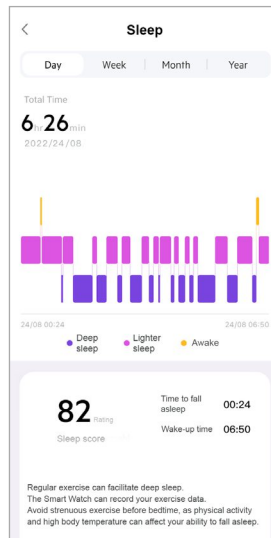 Sleep
Day Week Month Year
Total Time
6hr26min
2022/24/08
24/08 00:24 24/08 06:50
Deep sleep Lighter sleep Awake
82 Rating
Sleep score
Time to fall asleep 00:24
Wake-up time 06:50
Regular exercise can facilitate deep sleep.
The Smart Watch can record your exercise data.
Avoid strenuous exercise before bedtime, as physical activity
and high body temperature can affect your ability to fall asleep.